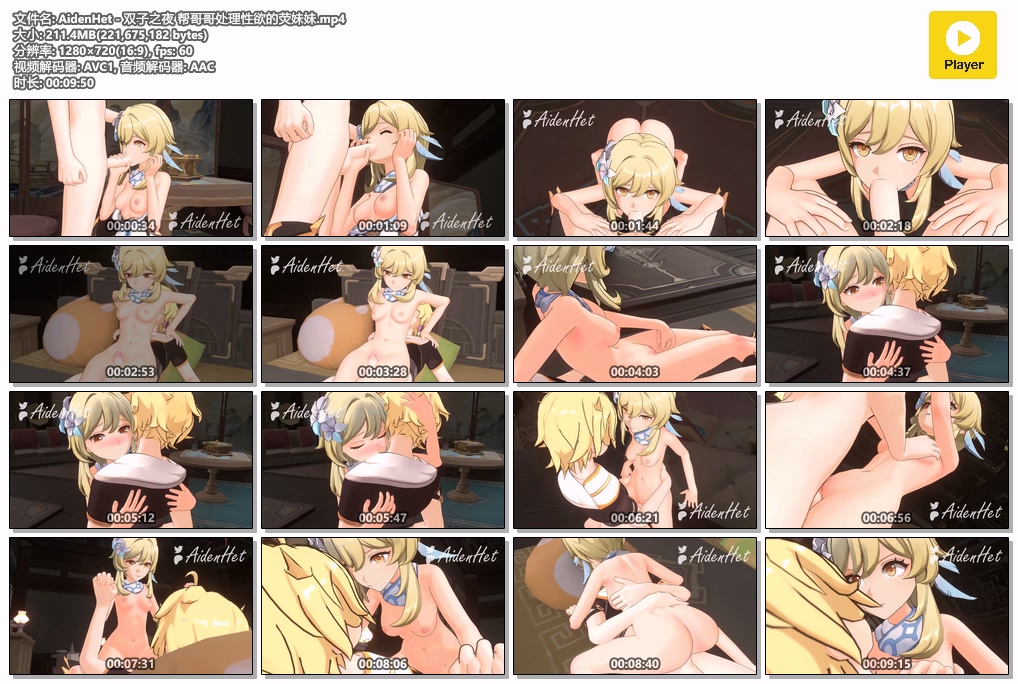 文件名: AidenHet - 双子之夜 帮哥哥处理性欲的荧妹妹.mp4
大小: 211.4MB(221,675,182 bytes)
分辨率: 1280×720(16:9), fps: 60
视频解码器: AVC1, 音频解码器: AAC
时长: 00:09:50
Player
AidenHet
00:00:34
AidenHet
00:01:09
AidenHet
00:01:44
AidenHet
00:02:18
AidenHet
00:02:53
AidenHet
00:03:28
AidenHet
00:04:03
AidenHet
00:04:37
AidenHet
00:05:12
AidenHet
00:05:47
AidenHet
00:06:21
AidenHet
00:06:56
AidenHet
00:07:31
AidenHet
00:08:06
AidenHet
00:08:40
AidenHet
00:09:15